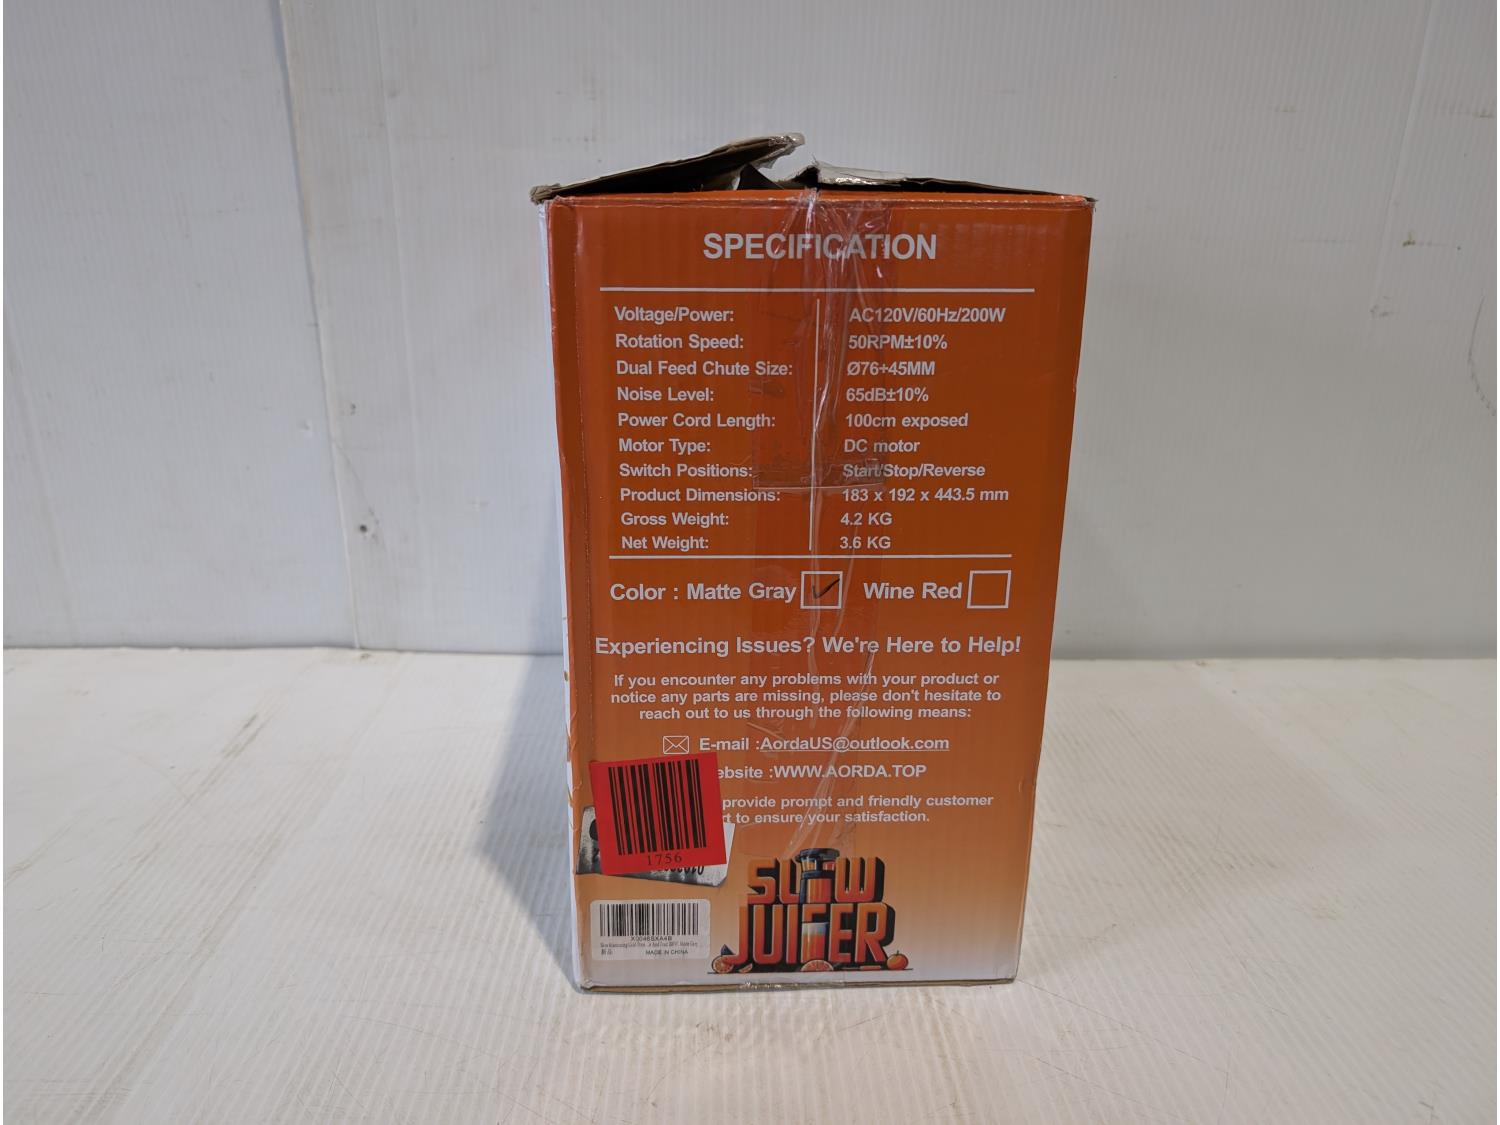 SPECIFICATION
Voltage/Power: AC120V/60Hz/200W
Rotation Speed: 50RPM±10%
Dual Feed Chute Size: Ø76+45MM
Noise Level: 65dB±10%
Power Cord Length: 100cm exposed
Motor Type: DC motor
Switch Positions: Start/Stop/Reverse
Product Dimensions: 183 x 192 x 443.5 mm
Gross Weight: 4.2 KG
Net Weight: 3.6 KG
Color : Matte Gray Wine Red
Experiencing Issues? We're Here to Help!
If you encounter any problems with your product or
notice any parts are missing, please don't hesitate to
reach out to us through the following means:
E-mail :AordaUS@outlook.com
ebsite :WWW.AORDA.TOP
provide prompt and friendly customer
rt to ensure your satisfaction.
1756
SLOW
JUICER
MADE IN CHINA